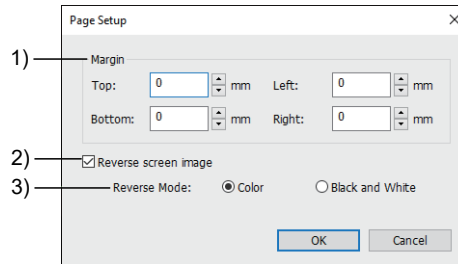 Page Setup
1)
Margin
Top: 0 mm Left: 0 mm
Bottom: 0 mm Right: 0 mm
2) Reverse screen image
3) Reverse Mode: Color Black and White
OK Cancel